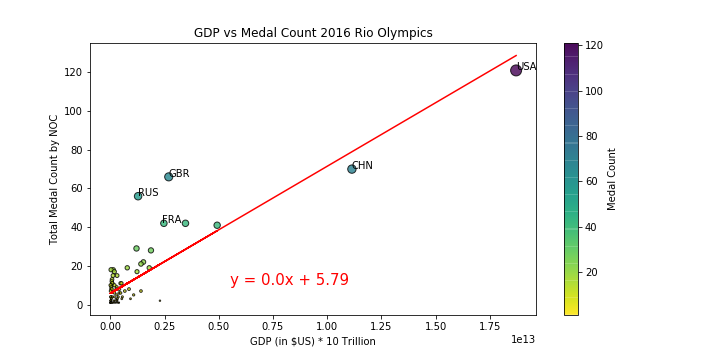 GDP vs Medal Count 2016 Rio Olympics
120
100
80
60
40
20
0
Total Medal Count by NOC
USA
CHN
GBR
RUS
FRA
y = 0.0x + 5.79
0.00 0.25 0.50 0.75 1.00 1.25 1.50 1.75
1e13
GDP (in $US) * 10 Trillion
120
100
80
60
40
20
Medal Count